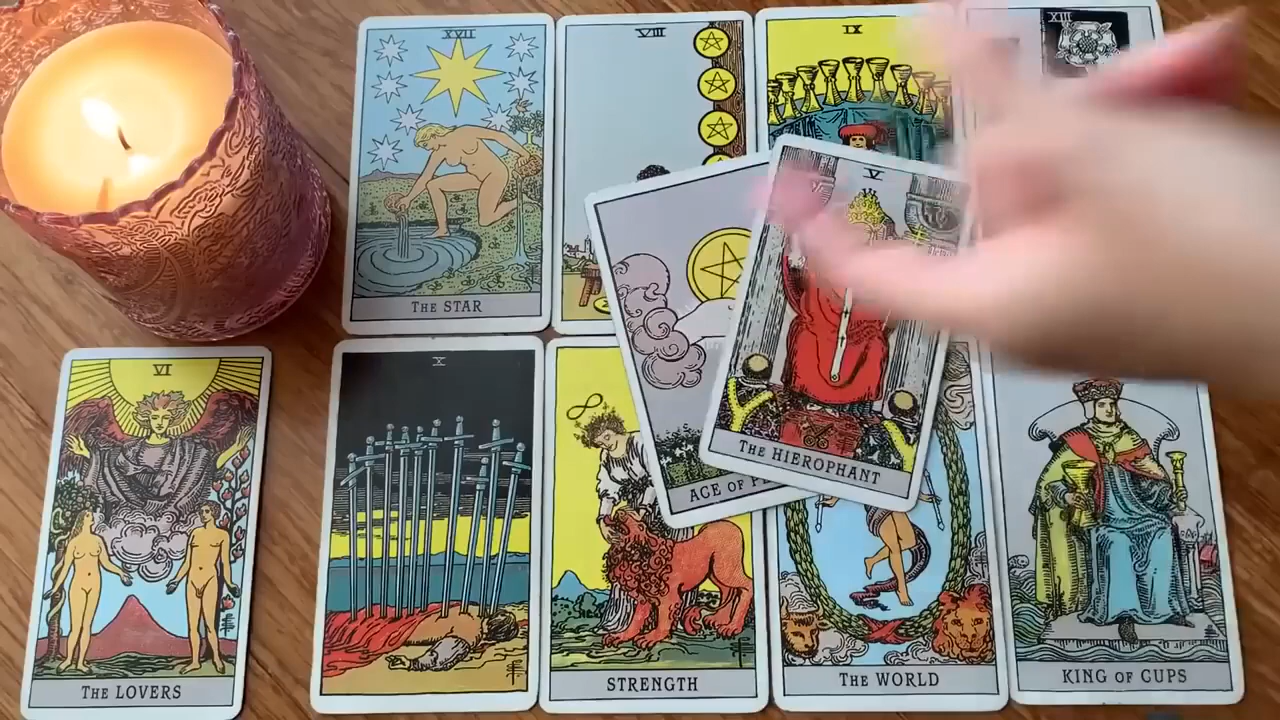 XVII
VIII
IX
XIII
THE STAR
V
ACE OF
THE HIEROPHANT
VI
X
THE LOVERS
STRENGTH
THE WORLD
KING OF CUPS